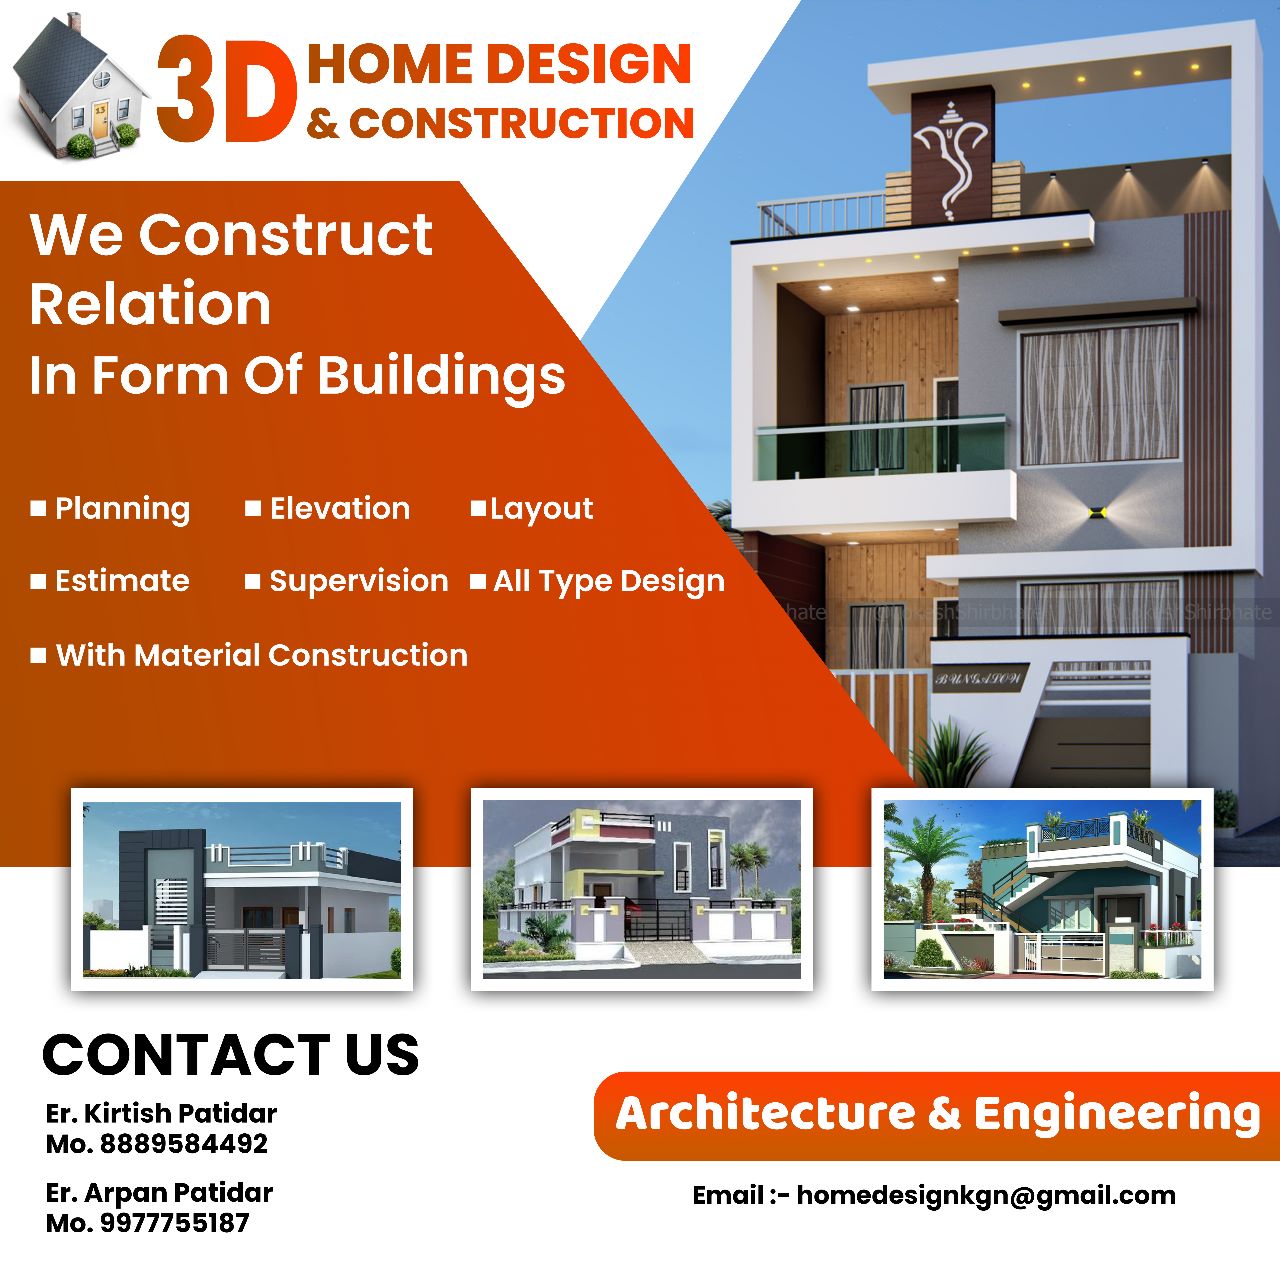 3D HOME DESIGN
& CONSTRUCTION
We Construct
Relation
In Form Of Buildings
■ Planning ■ Elevation ■Layout
■ Estimate ■ Supervision ■ All Type Design
■ With Material Construction
13
BUNGALOW
CONTACT US
Er. Kirtish Patidar
Mo. 8889584492
Er. Arpan Patidar
Mo. 9977755187
Architecture & Engineering
Email :- homedesignkgn@gmail.com